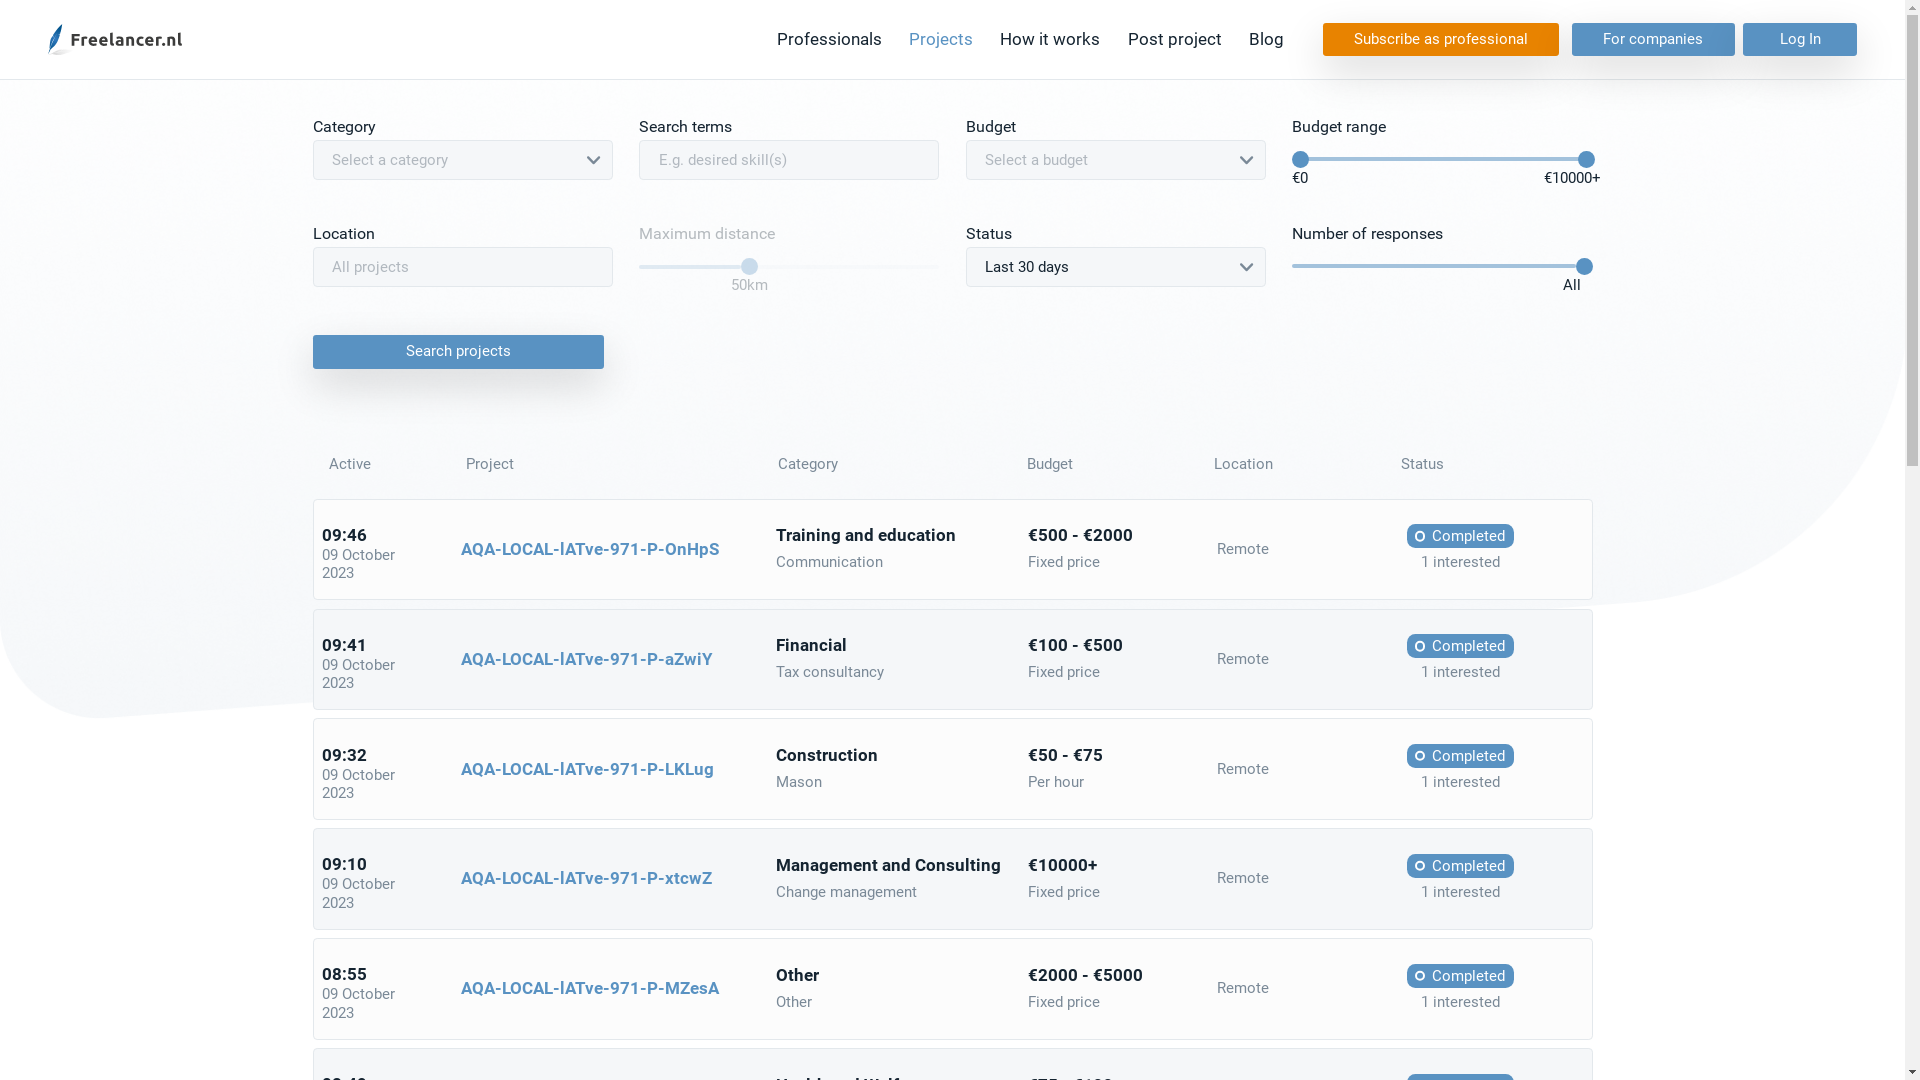 Freelancer.nl
Professionals Projects How it works Post project Blog Subscribe as professional For companies Log In
Category Search terms Budget Budget range
Select a category E.g. desired skill(s) Select a budget
€0 €10000+
Location Maximum distance Status Number of responses
All projects Last 30 days
50km All
Search projects
Active Project Category Budget Location Status
09:46 Training and education €500 - €2000 Completed
09 October AQA-LOCAL-lATve-971-P-OnHpS Communication Fixed price Remote 1 interested
2023
09:41 Financial €100 - €500 Completed
09 October AQA-LOCAL-lATve-971-P-aZwiY Tax consultancy Fixed price Remote 1 interested
2023
09:32 Construction €50 - €75 Completed
09 October AQA-LOCAL-lATve-971-P-LKLug Mason Per hour Remote 1 interested
2023
09:10 Management and Consulting €10000+ Completed
09 October AQA-LOCAL-lATve-971-P-xtcwZ Change management Fixed price Remote 1 interested
2023
08:55 Other €2000 - €5000 Completed
09 October AQA-LOCAL-lATve-971-P-MZesA Other Fixed price Remote 1 interested
2023